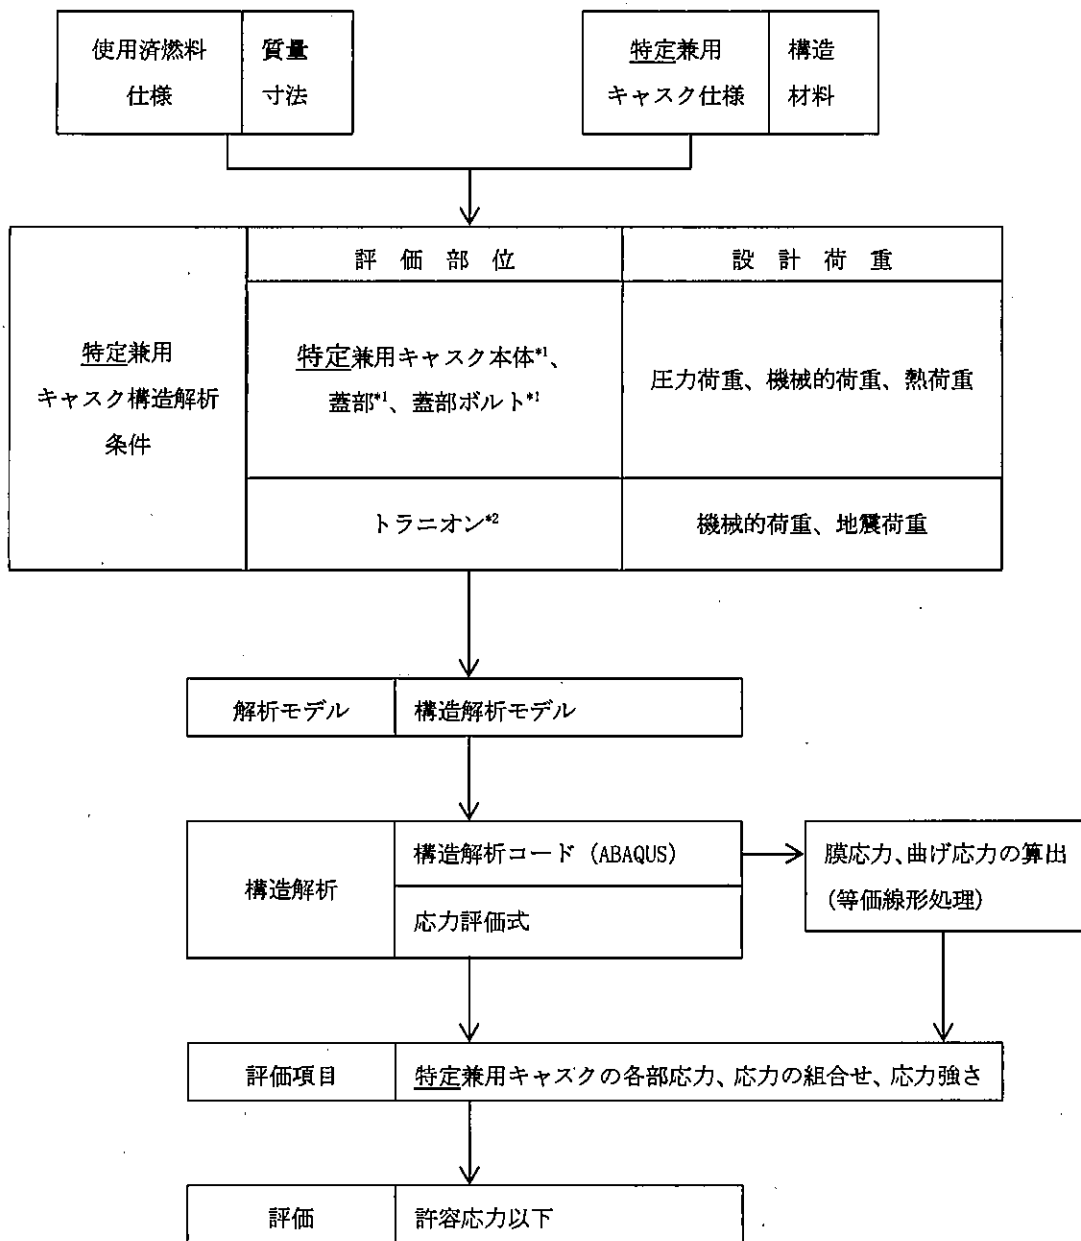 使用済燃料
仕様
質量
寸法
特定兼用
キャスク仕様
構造
材料
特定兼用
キャスク構造解析
条件
評 価 部 位
設 計 荷 重
特定兼用キャスク本体*1、
蓋部*1、蓋部ボルト*1
圧力荷重、機械的荷重、熱荷重
トラニオン*2
機械的荷重、地震荷重
解析モデル
構造解析モデル
構造解析
構造解析コード (ABAQUS)
応力評価式
膜応力、曲げ応力の算出
(等価線形処理)
評価項目
特定兼用キャスクの各部応力、応力の組合せ、応力強さ
評価
許容応力以下